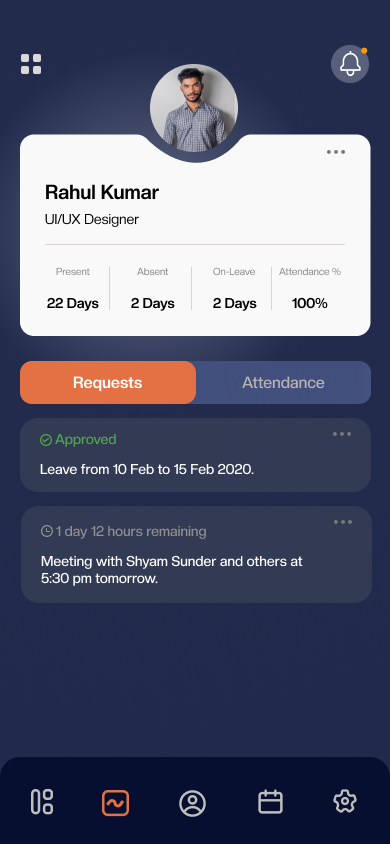 Rahul Kumar
UI/UX Designer
Present Absent On-Leave Attendance %
22 Days 2 Days 2 Days 100%
Requests Attendance
Approved
Leave from 10 Feb to 15 Feb 2020.
1 day 12 hours remaining
Meeting with Shyam Sunder and others at
5:30 pm tomorrow.